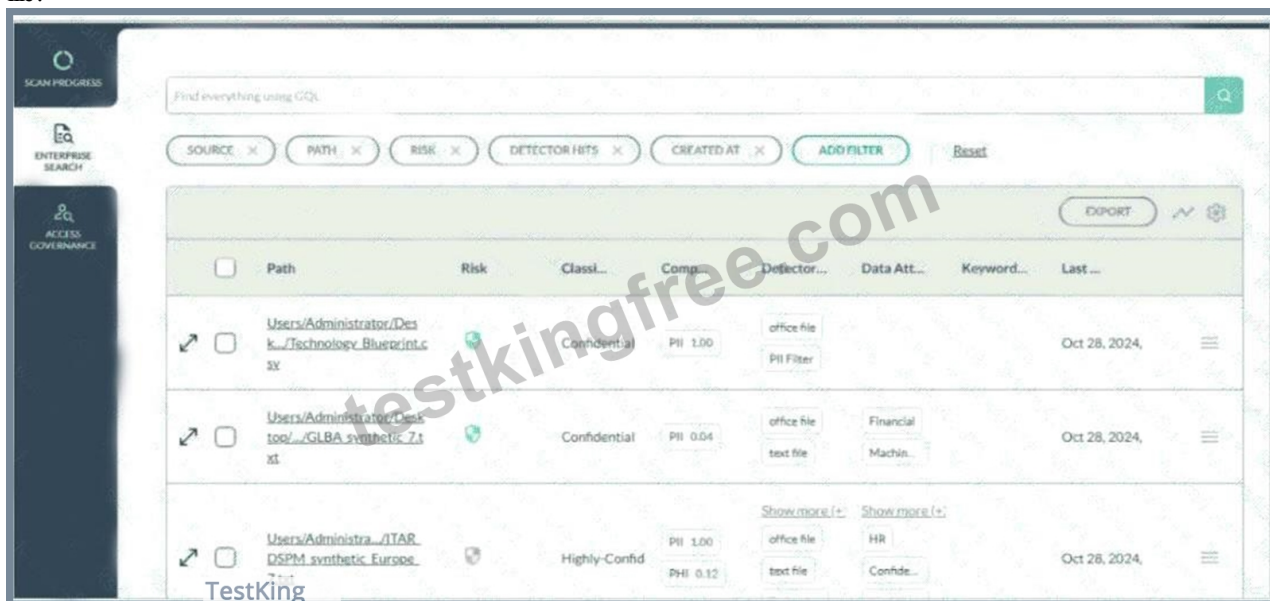 SCAN PROGRESS
Find everything using GQL
ENTERPRISE
SEARCH
SOURCE ×
PATH ×
RISK ×
DETECTOR HITS ×
CREATED AT ×
ADD FILTER
Reset
ACCESS
GOVERNANCE
EXPORT
Path
Risk
Classi...
Comp...
Detector...
Data Att...
Keyword...
Last ...
Users/Administrator/Des
k.../Technology Blueprint.c
sv
Confidential
PII 1.00
office file
PII Filter
Oct 28, 2024,
Users/Administrator/Desk
top/.../GLBA synthetic 7.t
xt
Confidential
PII 0.04
office file
text file
Financial
Machin...
Oct 28, 2024,
Users/Administra.../ITAR
DSPM synthetic Europe
Highly-Confid
PII 1.00
PHI 0.12
Show more (+
office file
text file
Show more (+
HR
Confide...
Oct 28, 2024,
testkingfree.com
TestKing